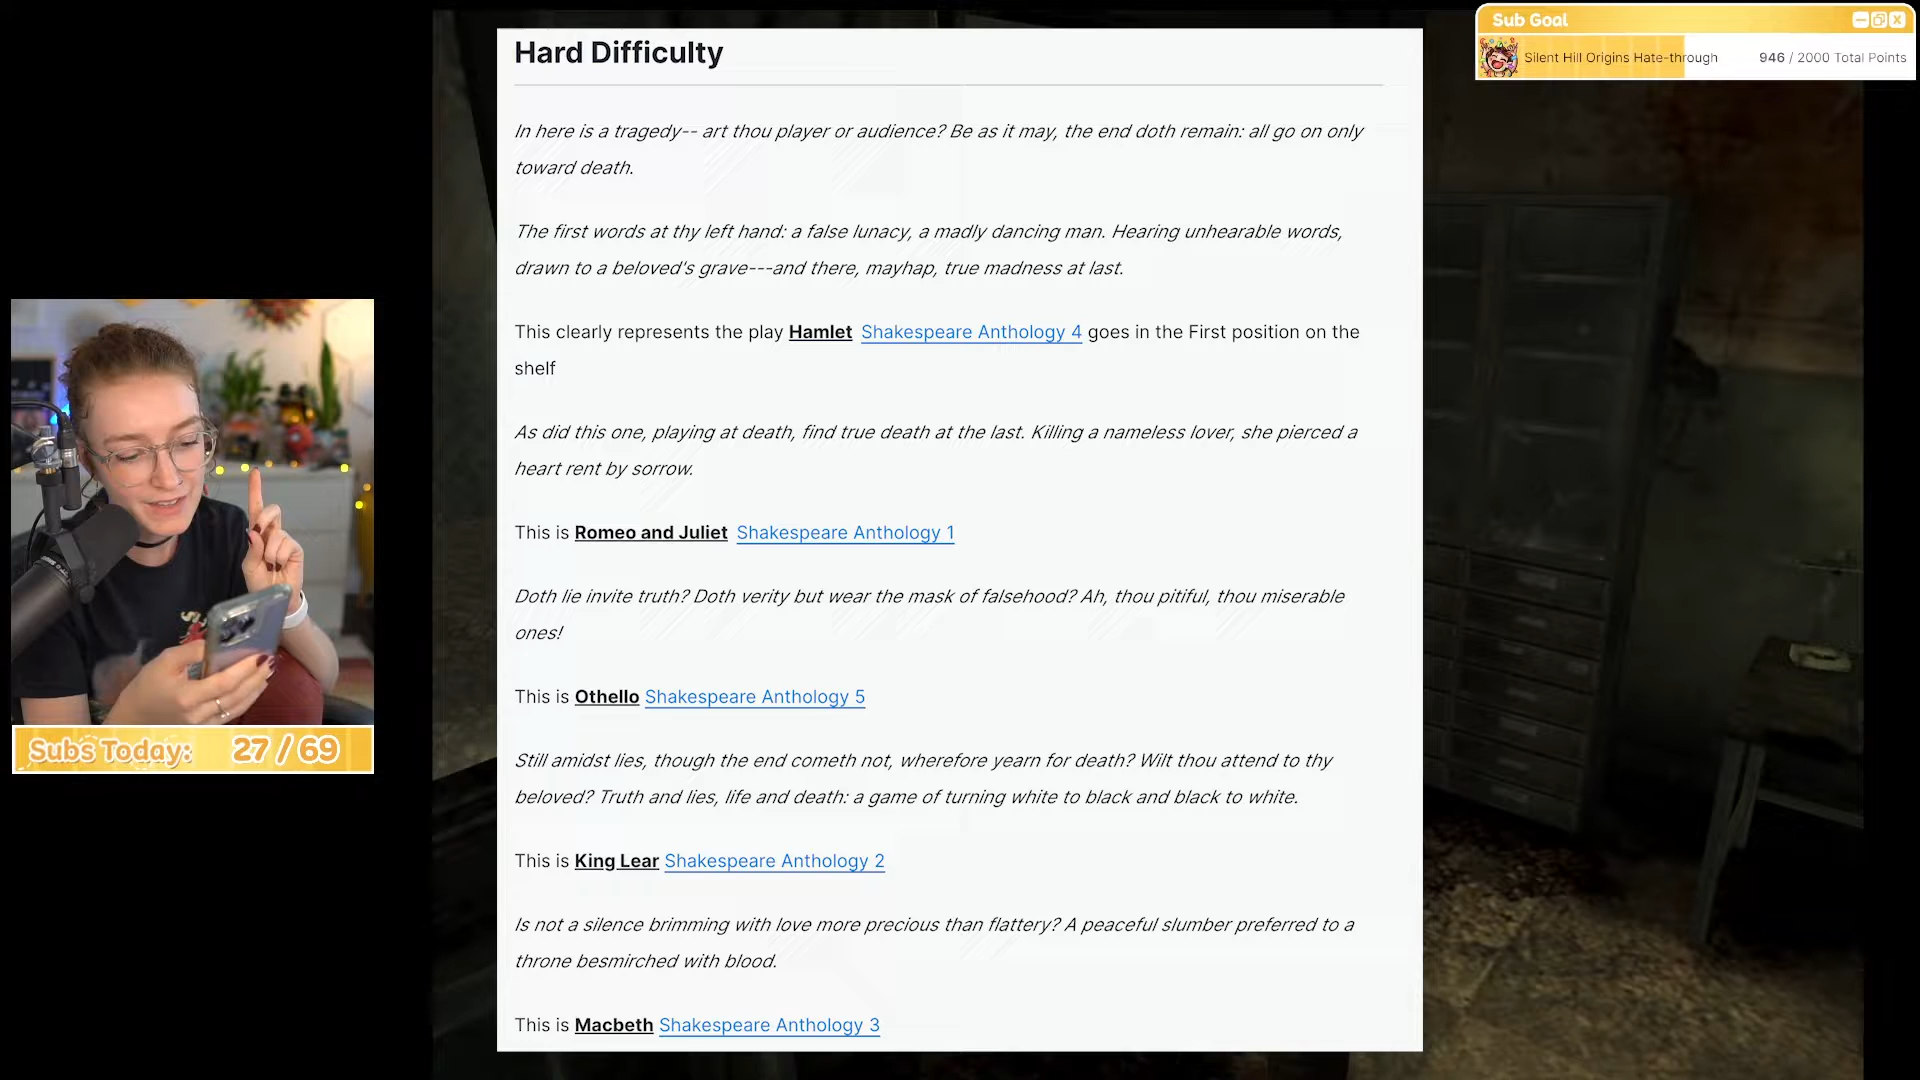 Hard Difficulty
In here is a tragedy-- art thou player or audience? Be as it may, the end doth remain: all go on only
toward death.
The first words at thy left hand: a false lunacy, a madly dancing man. Hearing unhearable words,
drawn to a beloved's grave---and there, mayhap, true madness at last.
This clearly represents the play Hamlet Shakespeare Anthology 4 goes in the First position on the
shelf
As did this one, playing at death, find true death at the last. Killing a nameless lover, she pierced a
heart rent by sorrow.
This is Romeo and Juliet Shakespeare Anthology 1
Doth lie invite truth? Doth verity but wear the mask of falsehood? Ah, thou pitiful, thou miserable
ones!
This is Othello Shakespeare Anthology 5
Still amidst lies, though the end cometh not, wherefore yearn for death? Wilt thou attend to thy
beloved? Truth and lies, life and death: a game of turning white to black and black to white.
This is King Lear Shakespeare Anthology 2
Is not a silence brimming with love more precious than flattery? A peaceful slumber preferred to a
throne besmirched with blood.
This is Macbeth Shakespeare Anthology 3
Sub Goal
Silent Hill Origins Hate-through 946 / 2000 Total Points
Subs Today: 27 / 69